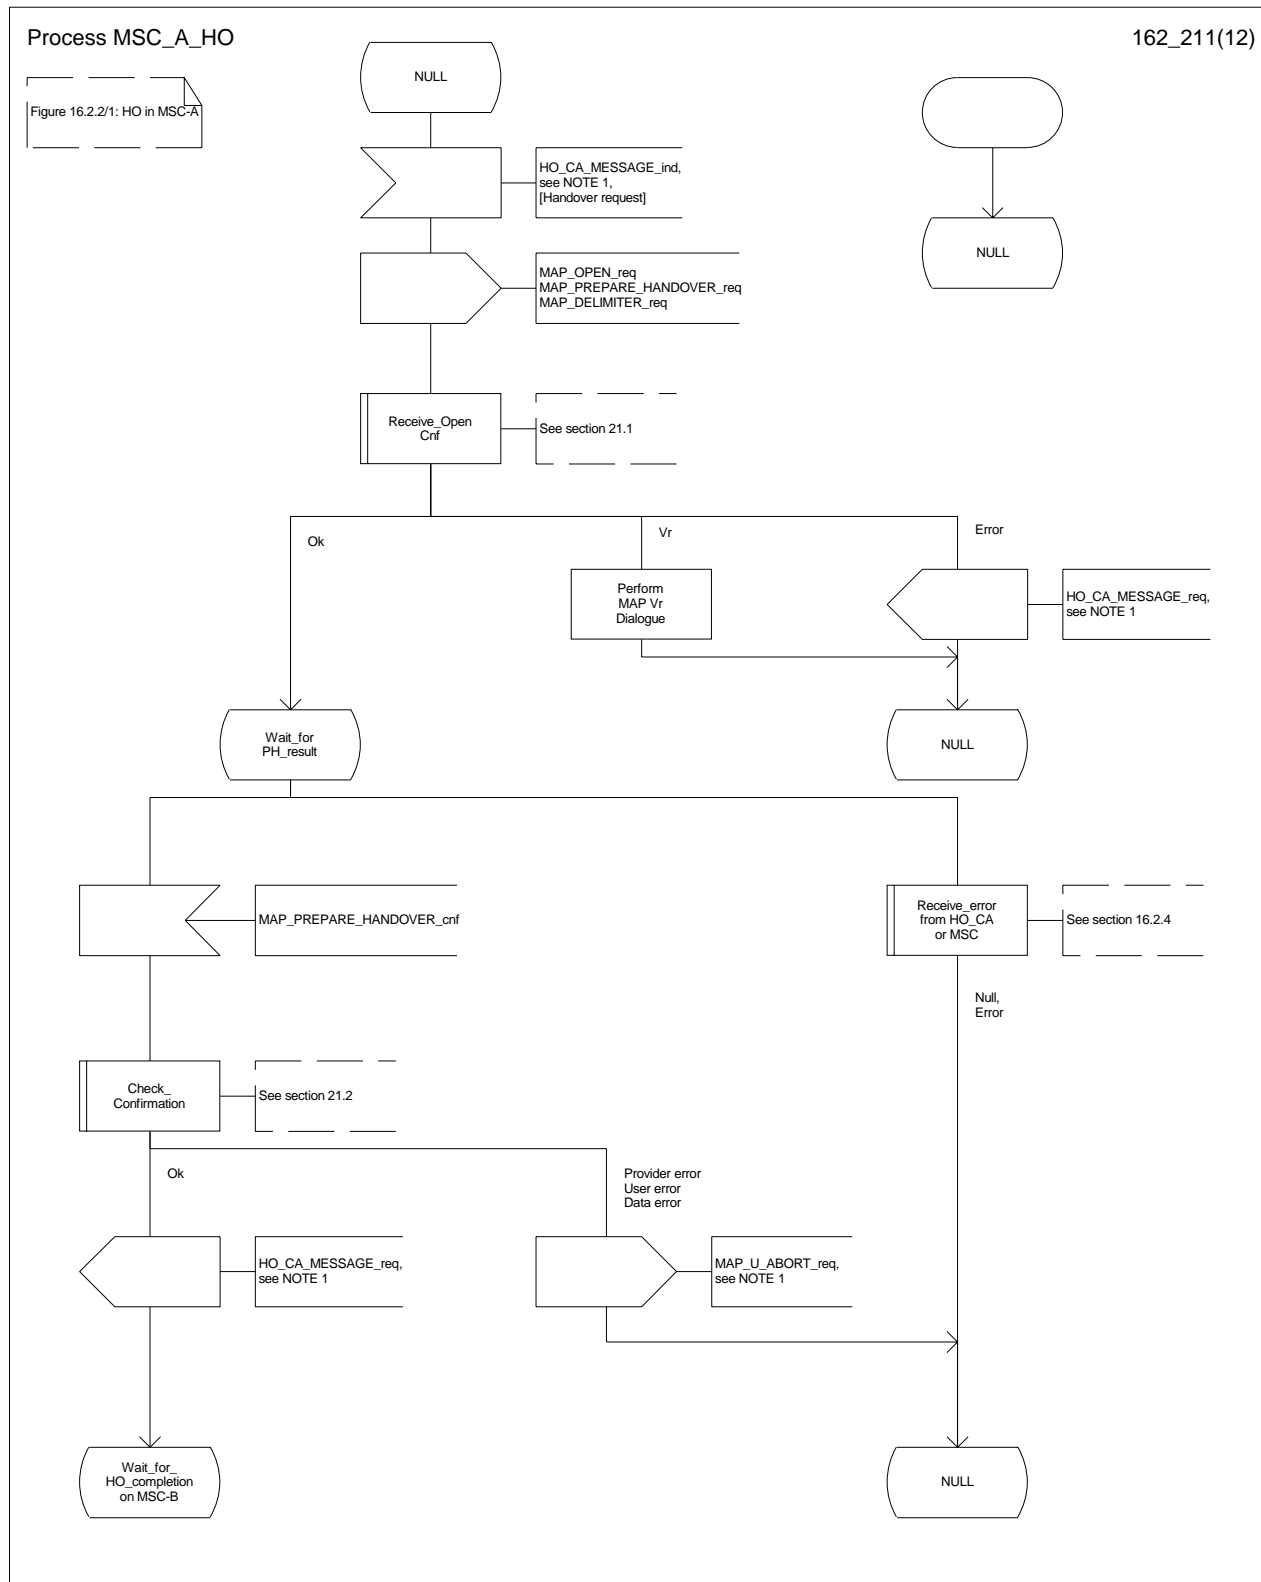 Process MSC_A_HO
162_211(12)
Figure 16.2.2/1: HO in MSC-A
NULL
HO_CA_MESSAGE_ind,
see NOTE 1,
[Handover request]
NULL
MAP_OPEN_req
MAP_PREPARE_HANDOVER_req
MAP_DELIMITER_req
Receive_Open
Cnf
See section 21.1
Ok
Vr
Error
Perform
MAP Vr
Dialogue
HO_CA_MESSAGE_req,
see NOTE 1
Wait_for
PH_result
NULL
MAP_PREPARE_HANDOVER_cnf
Receive_error
from HO_CA
or MSC
See section 16.2.4
Null,
Error
Check_
Confirmation
See section 21.2
Ok
Provider error
User error
Data error
HO_CA_MESSAGE_req,
see NOTE 1
MAP_U_ABORT_req,
see NOTE 1
Wait_for_
HO_completion
on MSC-B
NULL